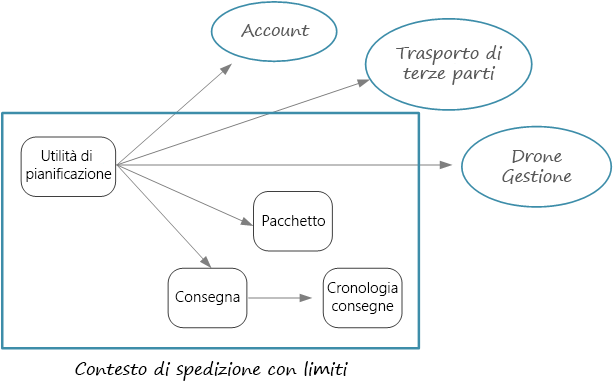 Account
Trasporto di
terze parti
Utilità di
pianificazione
Drone
Gestione
Pacchetto
Consegna
Cronologia
consegne
Contesto di spedizione con limiti